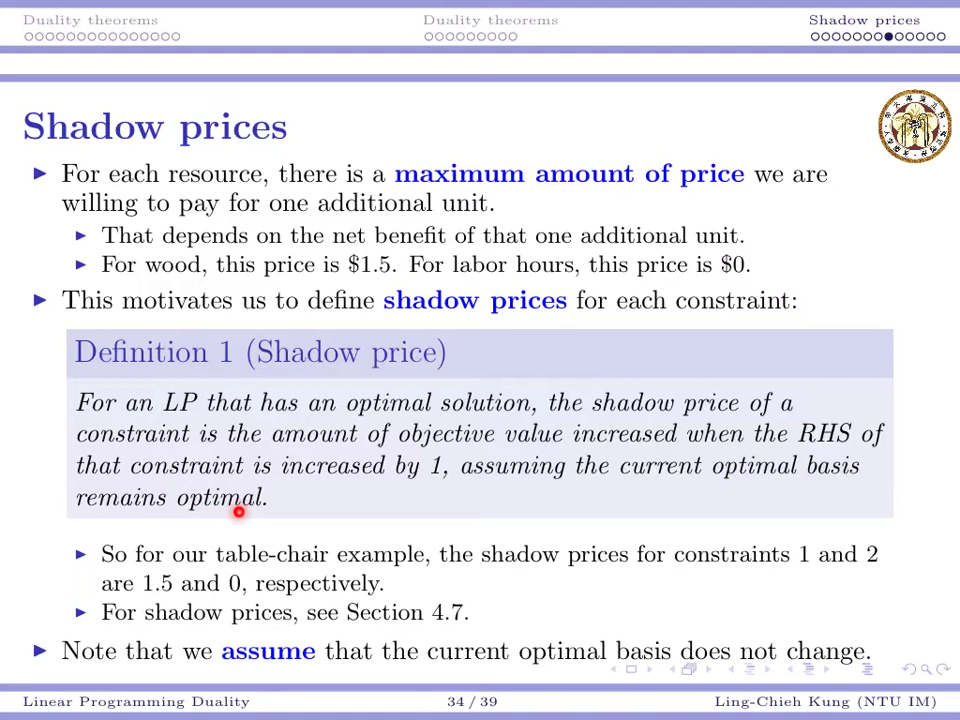 Duality theorems Duality theorems Shadow prices
Shadow prices
For each resource, there is a maximum amount of price we are
willing to pay for one additional unit.
That depends on the net benefit of that one additional unit.
For wood, this price is $1.5. For labor hours, this price is $0.
This motivates us to define shadow prices for each constraint:
Definition 1 (Shadow price)
For an LP that has an optimal solution, the shadow price of a
constraint is the amount of objective value increased when the RHS of
that constraint is increased by 1, assuming the current optimal basis
remains optimal.
So for our table-chair example, the shadow prices for constraints 1 and 2
are 1.5 and 0, respectively.
For shadow prices, see Section 4.7.
Note that we assume that the current optimal basis does not change.
Linear Programming Duality 34 / 39 Ling-Chieh Kung (NTU IM)